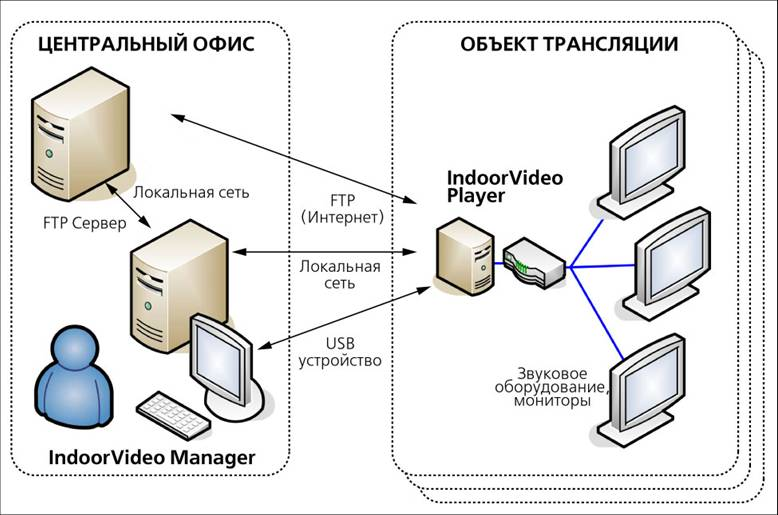 ЦЕНТРАЛЬНЫЙ ОФИС
ОБЪЕКТ ТРАНСЛЯЦИИ
Локальная сеть
FTP Сервер
FTP
(Интернет)
Локальная
сеть
USB
устройство
IndoorVideo
Player
Звуковое
оборудование,
мониторы
IndoorVideo Manager